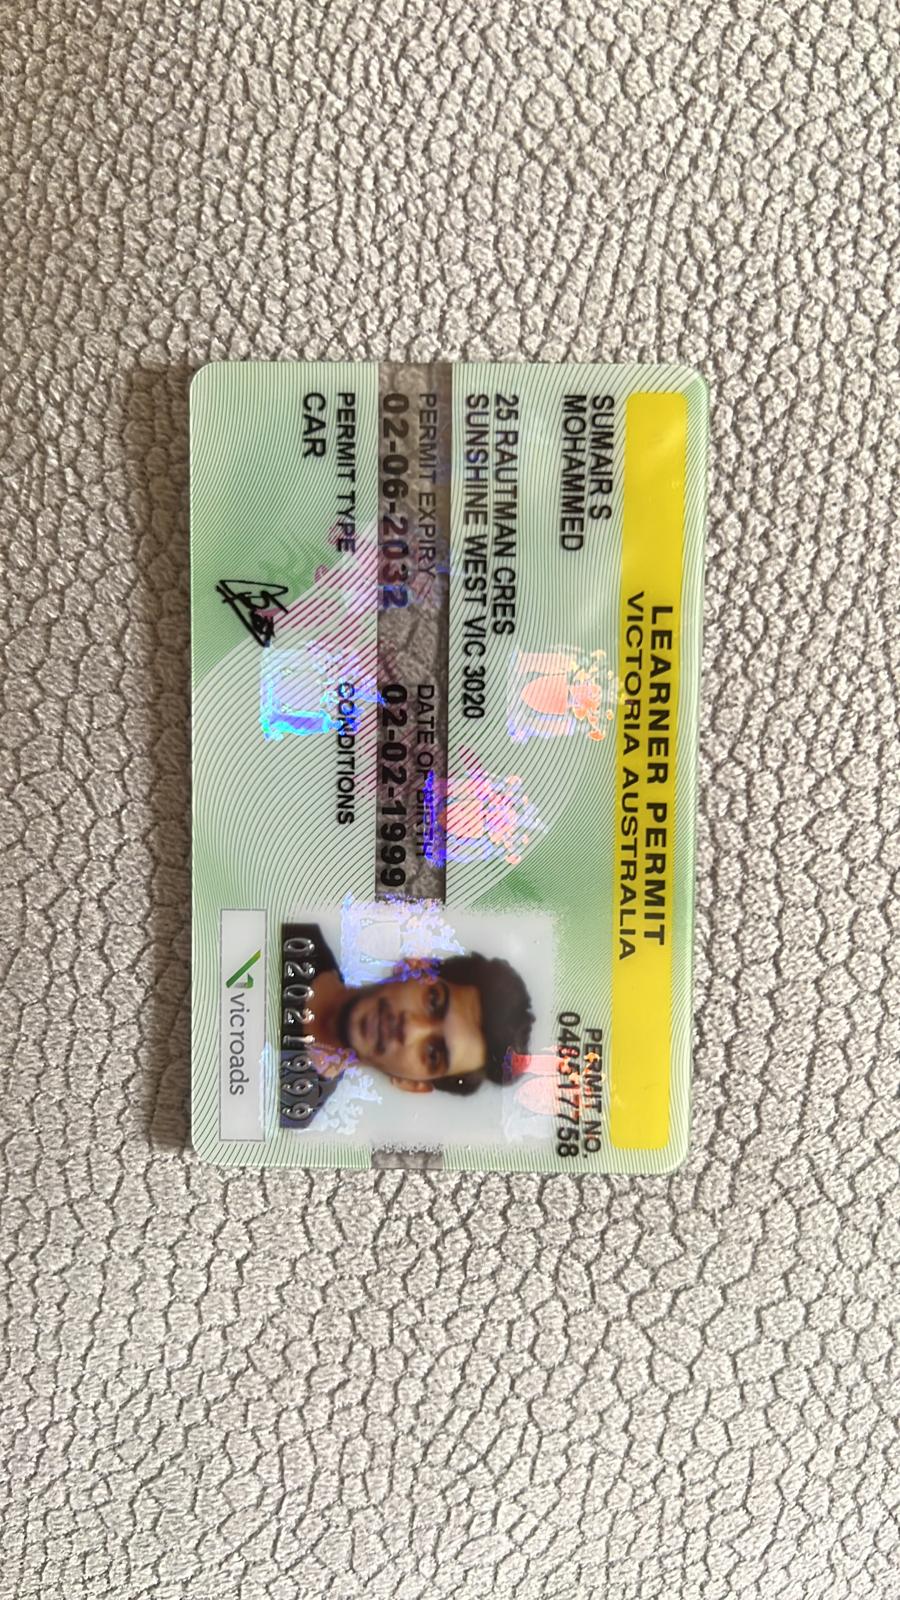 LEARNER PERMIT
VICTORIA AUSTRALIA
SUMAIR S
MOHAMMED
PERMIT NO.
25 RAUTMAN CRES
SUNSHINE WEST VIC 3020
PERMIT EXPIRY
02-06-2032
DATE OF BIRTH
02-02-1999
PERMIT TYPE
CAR
CONDITIONS
02021999
vicroads